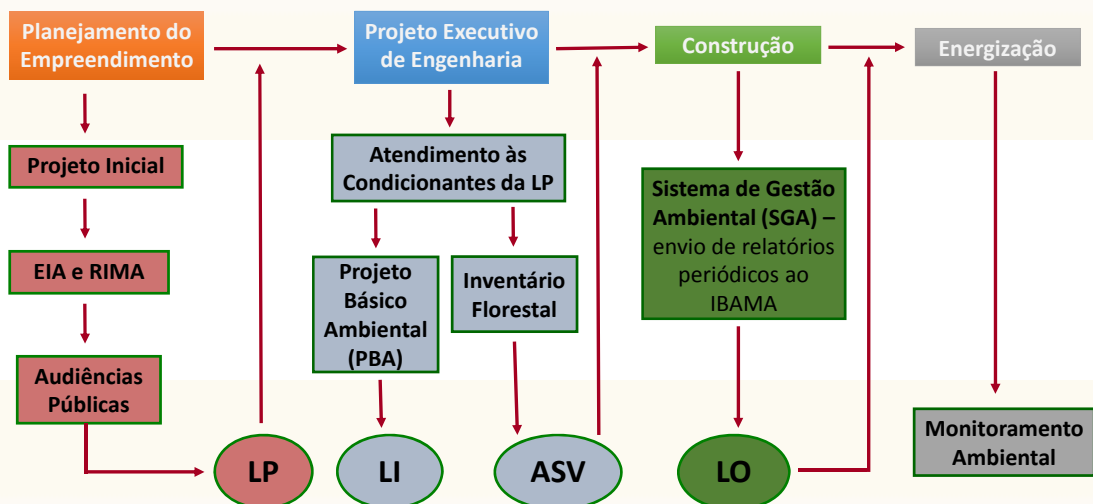 Planejamento do
Empreendimento
Projeto Executivo
de Engenharia
Construção
Energização
Projeto Inicial
EIA e RIMA
Audiências
Públicas
LP
Atendimento às
Condicionantes da LP
Projeto
Básico
Ambiental
(PBA)
Inventário
Florestal
LI
ASV
Sistema de Gestão
Ambiental (SGA) –
envio de relatórios
periódicos ao
IBAMA
LO
Monitoramento
Ambiental